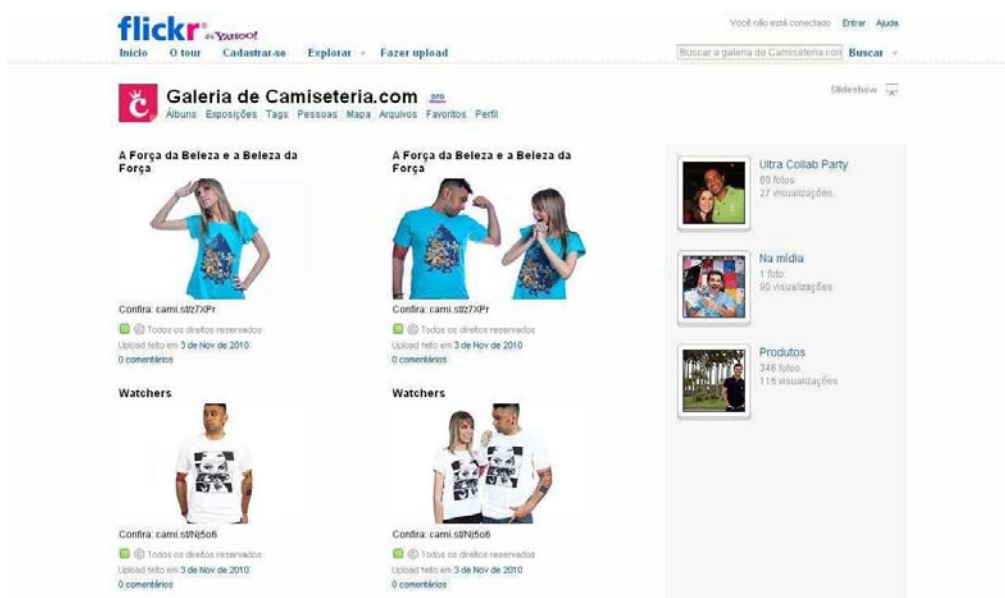 flickr de YAHOO!
Você não está conectado Entrar Ajuda
Início O tour Cadastrar-se Explorar Fazer upload
Buscar a galeria de Camiseteria.com Buscar
Slideshow
Galeria de Camiseteria.com pro
Álbuns Exposições Tags Pessoas Mapa Arquivos Favoritos Perfil
A Força da Beleza e a Beleza da
Força
Confira: cami.st/z7XPr
Todos os direitos reservados
Upload feito em 3 de Nov de 2010
0 comentários
A Força da Beleza e a Beleza da
Força
Confira: cami.st/z7XPr
Todos os direitos reservados
Upload feito em 3 de Nov de 2010
0 comentários
Watchers
Confira: cami.st/Nj5o6
Todos os direitos reservados
Upload feito em 3 de Nov de 2010
0 comentários
Watchers
Confira: cami.st/Nj5o6
Todos os direitos reservados
Upload feito em 3 de Nov de 2010
0 comentários
Ultra Collab Party
69 fotos
27 visualizações
Na mídia
1 foto
90 visualizações
Produtos
346 fotos
116 visualizações